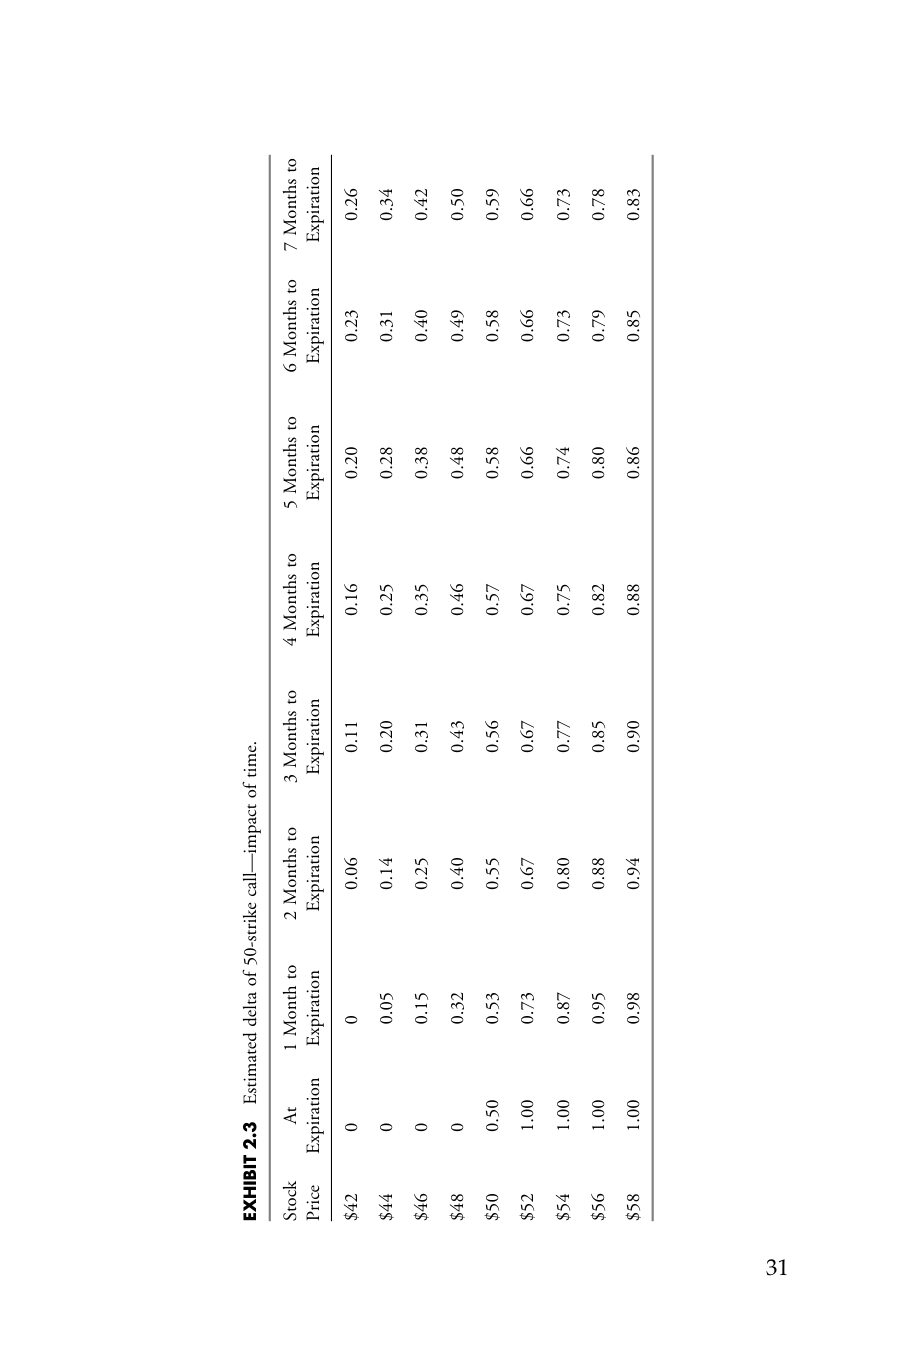 EXHIBIT 2.3 Estimated delta of 50-strike call—impact of time.
Stock At 1 Month to 2 Months to 3 Months to 4 Months to 5 Months to 6 Months to 7 Months to
Price Expiration Expiration Expiration Expiration Expiration Expiration Expiration Expiration
$42 0 0 0.06 0.11 0.16 0.20 0.23 0.26
$44 0 0.05 0.14 0.20 0.25 0.28 0.31 0.34
$46 0 0.15 0.25 0.31 0.35 0.38 0.40 0.42
$48 0 0.32 0.40 0.43 0.46 0.48 0.49 0.50
$50 0.50 0.53 0.55 0.56 0.57 0.58 0.58 0.59
$52 1.00 0.73 0.67 0.67 0.67 0.66 0.66 0.66
$54 1.00 0.87 0.80 0.77 0.75 0.74 0.73 0.73
$56 1.00 0.95 0.88 0.85 0.82 0.80 0.79 0.78
$58 1.00 0.98 0.94 0.90 0.88 0.86 0.85 0.83
31